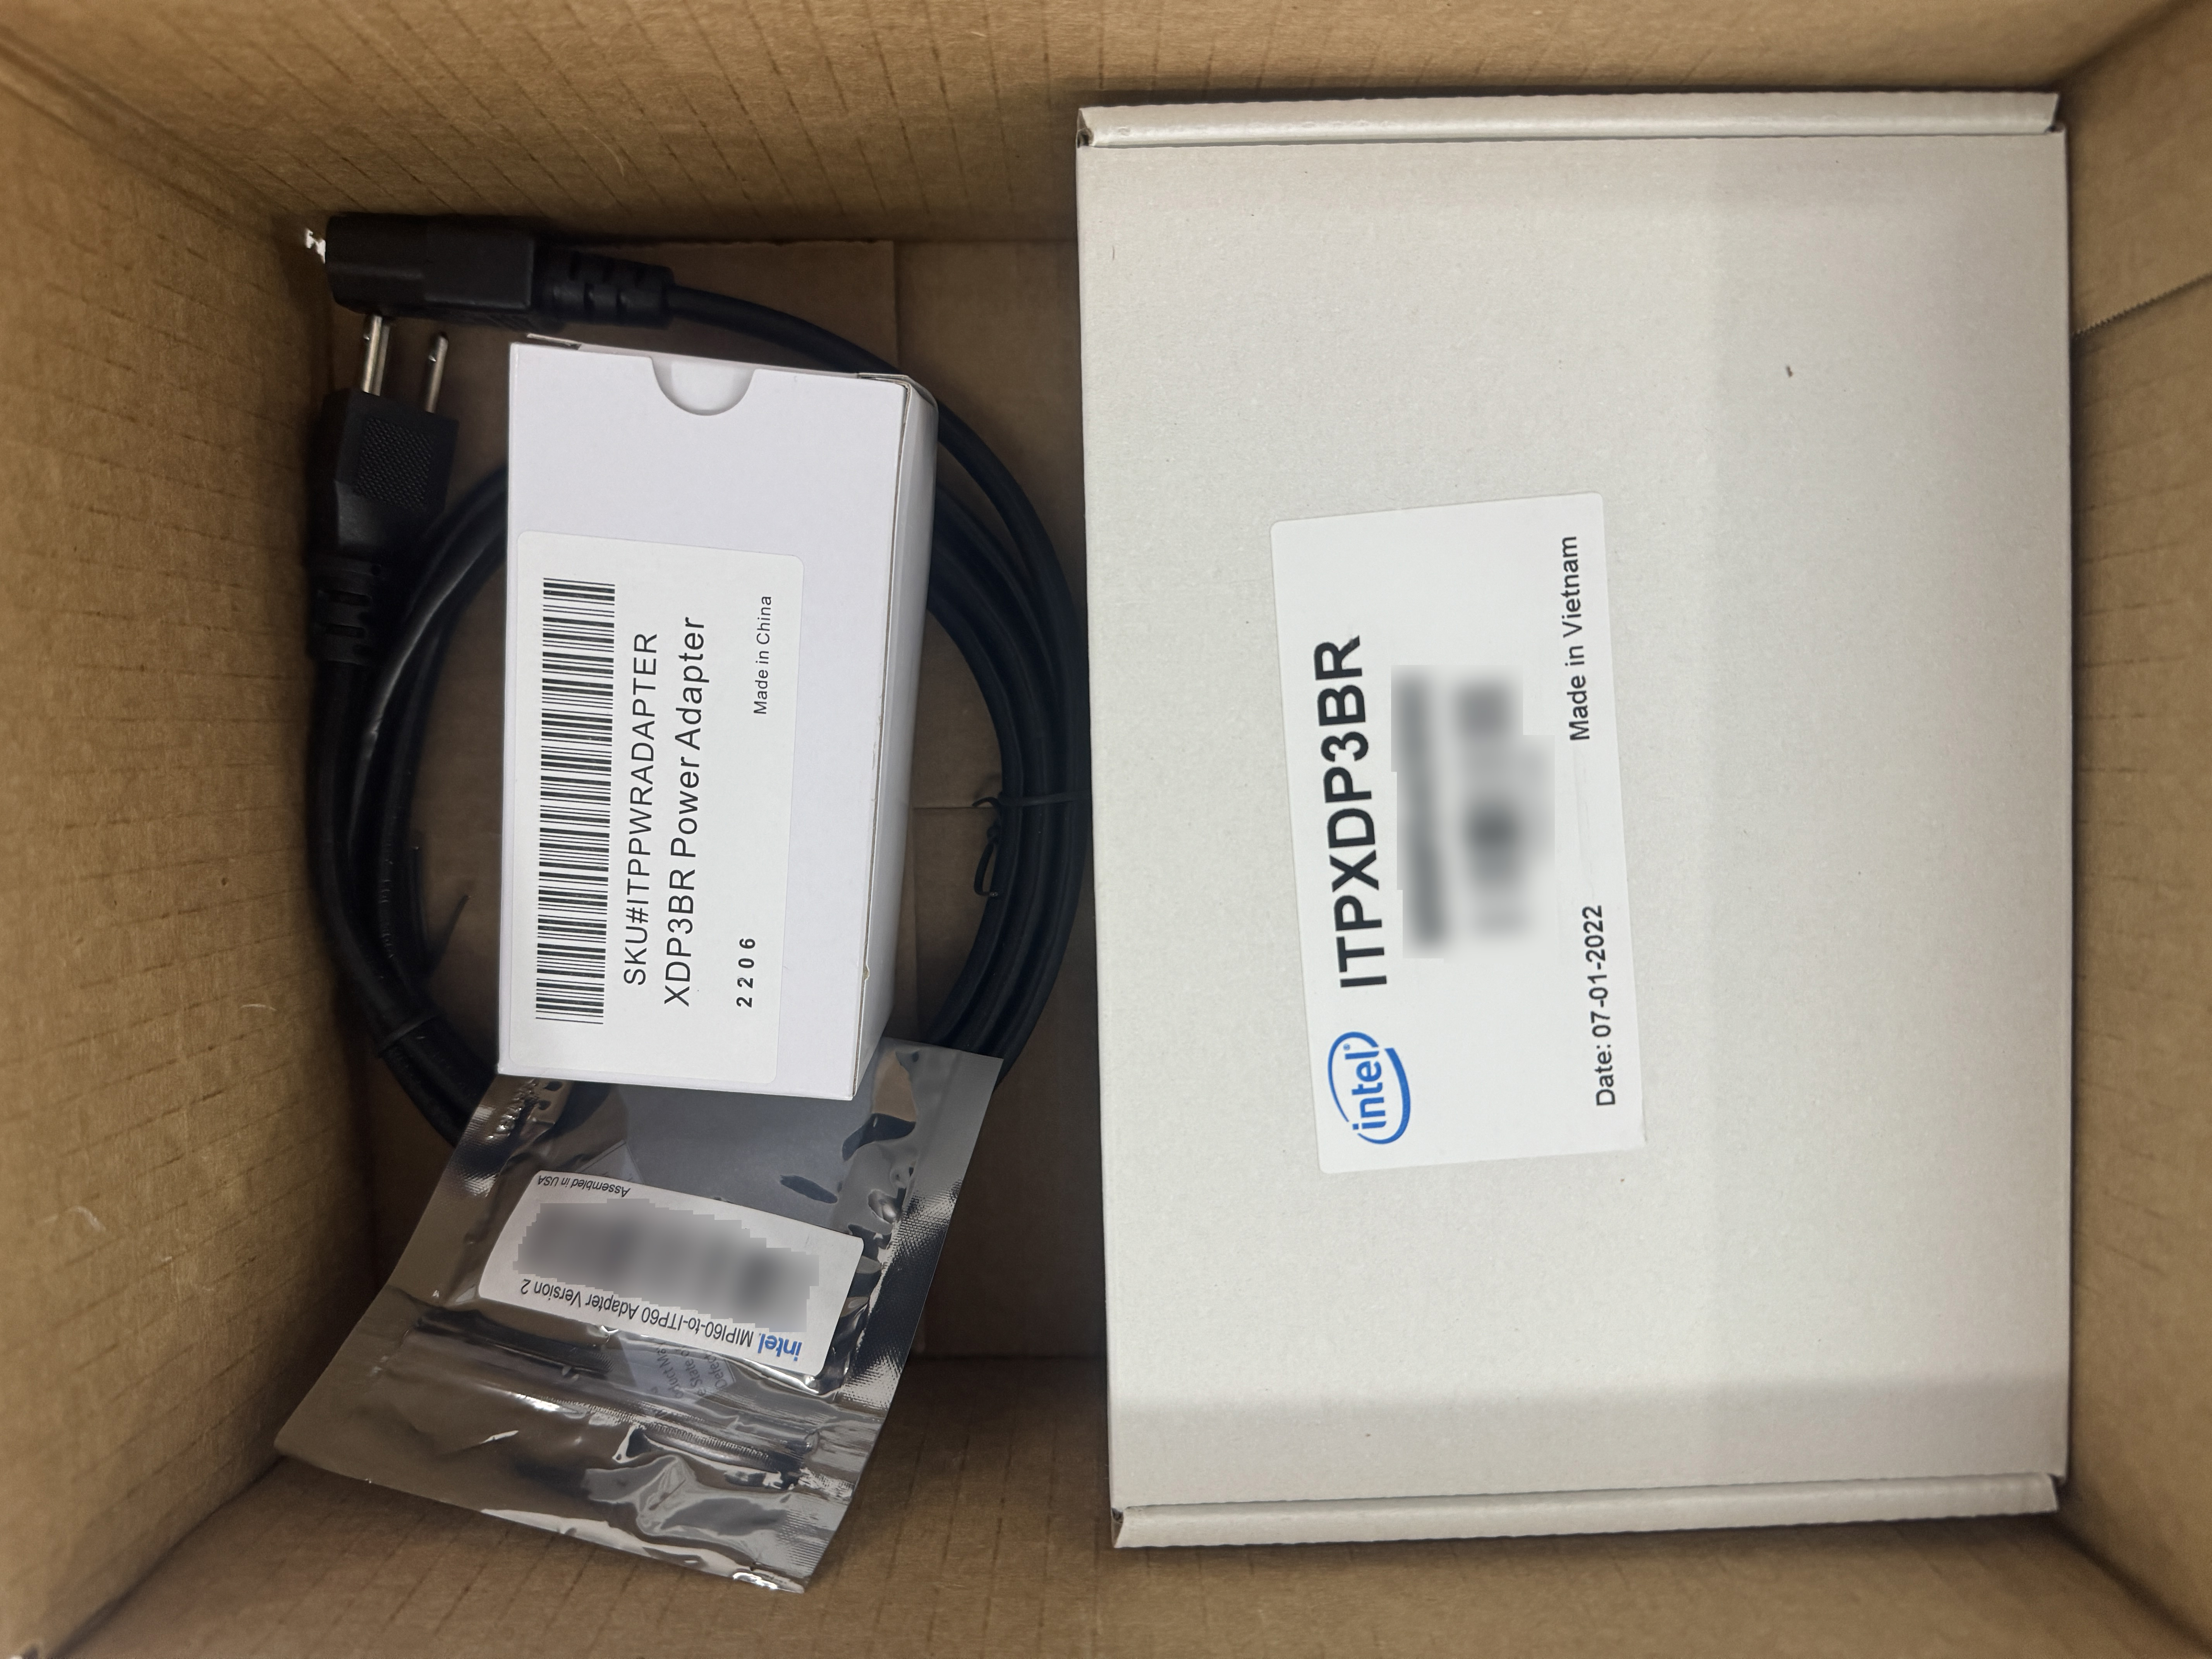 SKU#ITPPWRADAPTER
XDP3BR Power Adapter
2206
Made in China
intel ITPXDP3BR
Date: 07-01-2022
Made in Vietnam
intel MIPI60-to-ITP60 Adapter Version 2
Assembled in USA